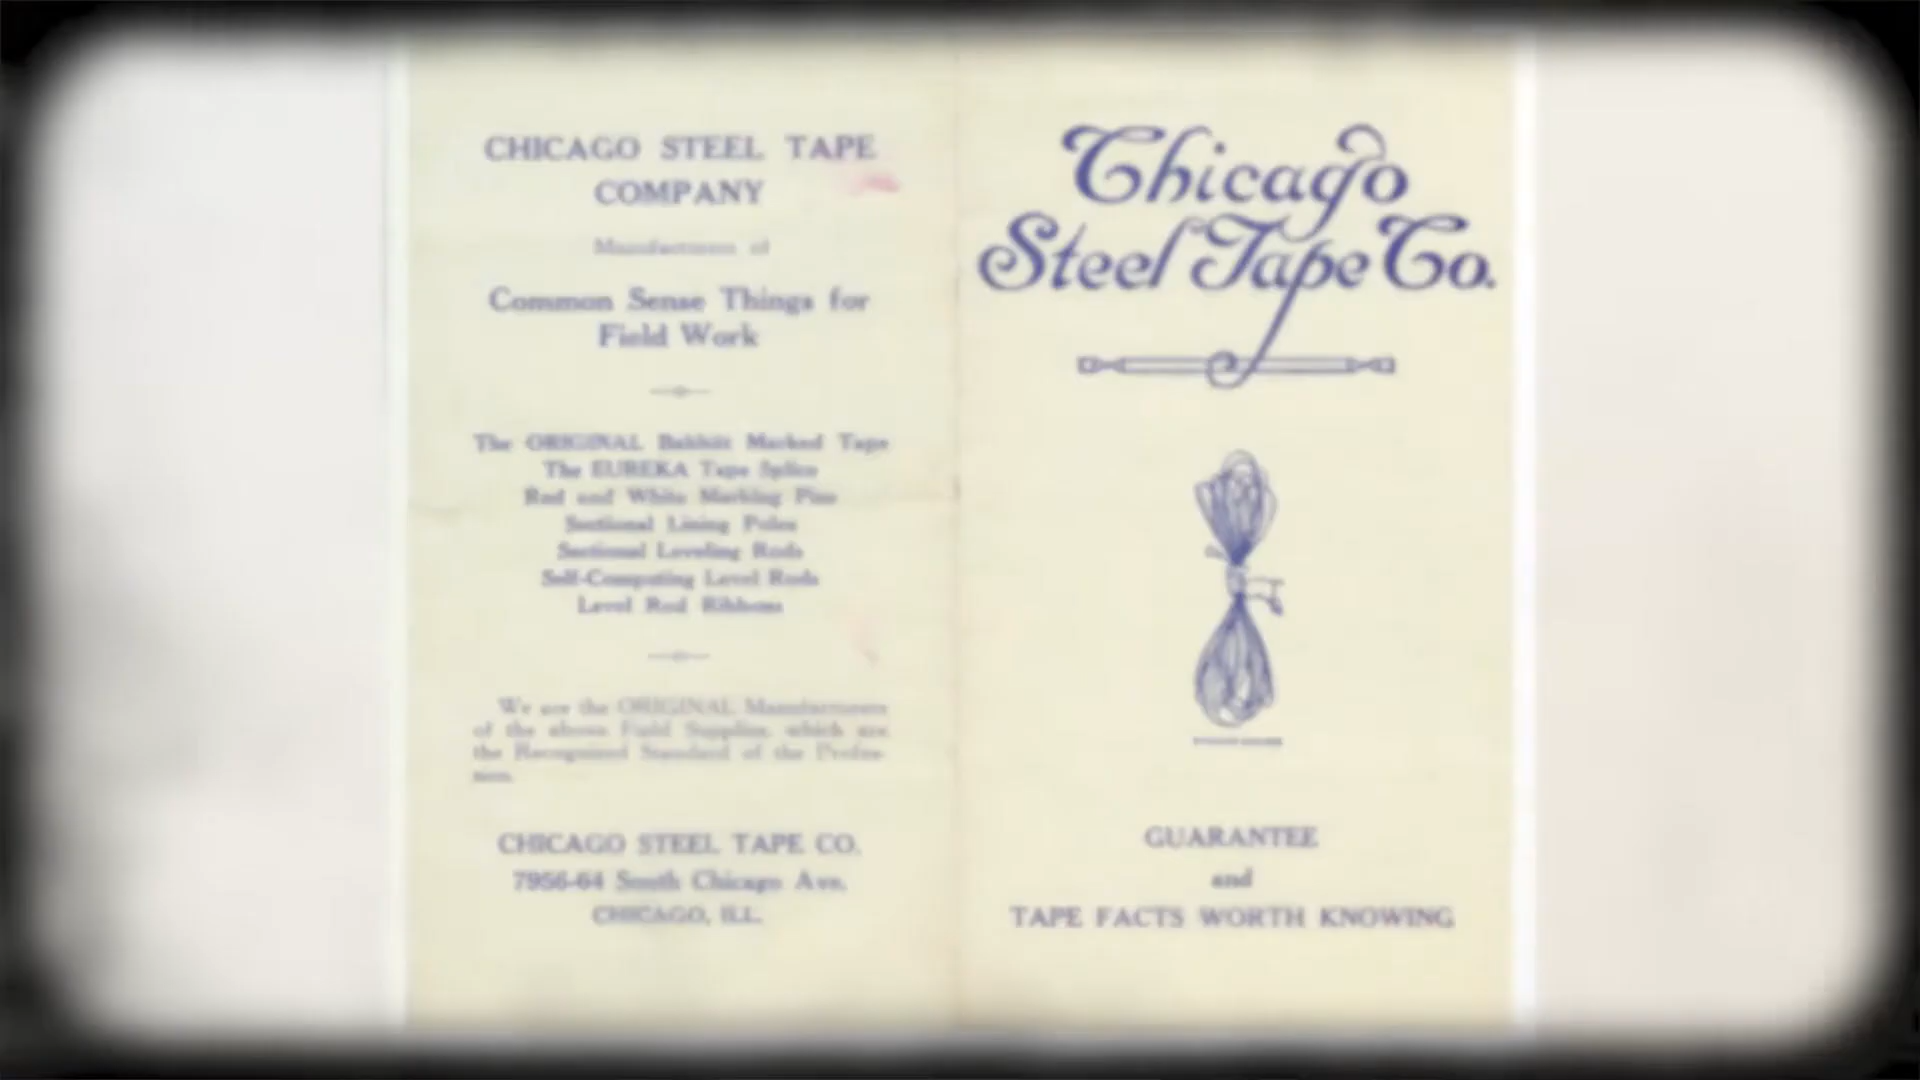 CHICAGO STEEL TAPE
COMPANY
Manufacturers of
Common Sense Things for
Field Work
The ORIGINAL Babbitt Marked Tape
The EUREKA Tape Splice
Red and White Marking Pins
Sectional Lining Poles
Sectional Leveling Rods
Self-Computing Level Rods
Level Rod Ribbons
We are the ORIGINAL Manufacturers
of the above Field Supplies, which are
the Recognized Standard of the Profes-
sion.
CHICAGO STEEL TAPE CO.
7956-64 South Chicago Ave.
CHICAGO, ILL.
Chicago
Steel Tape Co.
GUARANTEE
and
TAPE FACTS WORTH KNOWING